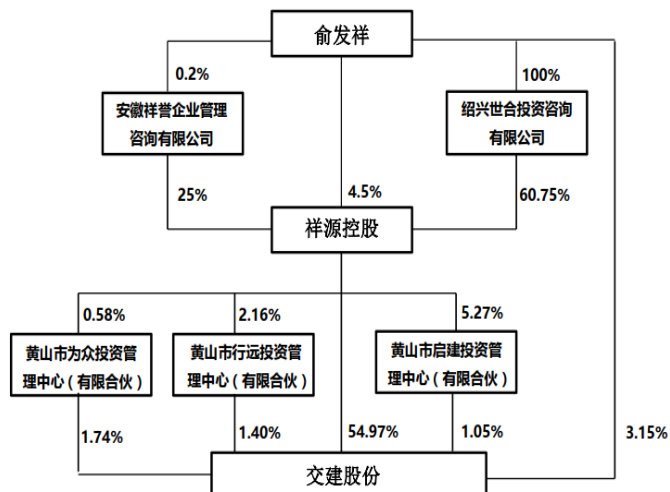 俞发祥
0.2%
100%
安徽祥誉企业管理
咨询有限公司
绍兴世合投资咨询
有限公司
25%
4.5%
60.75%
祥源控股
0.58%
2.16%
5.27%
黄山市为众投资管
理中心（有限合伙）
黄山市行远投资管
理中心（有限合伙）
黄山市启建投资管
理中心（有限合伙）
1.74%
1.40%
54.97%
1.05%
3.15%
交建股份